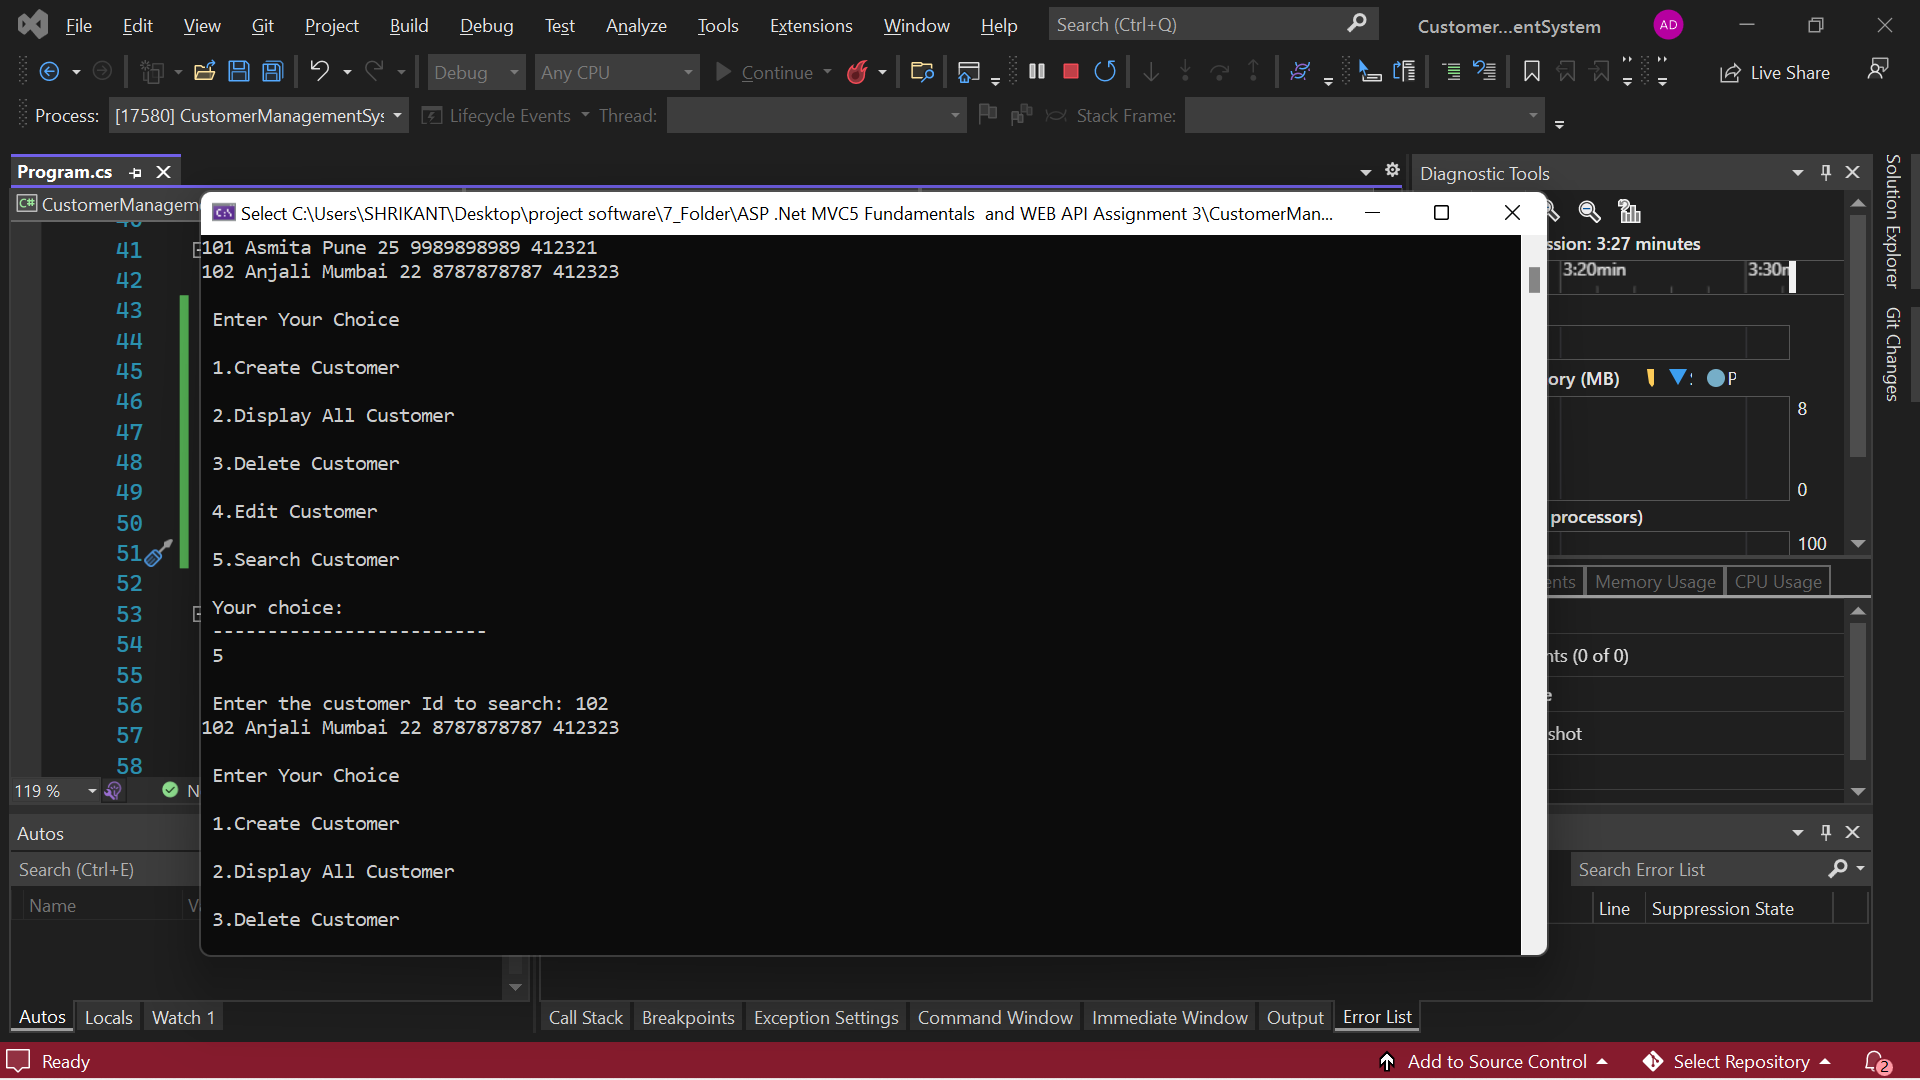 File Edit View Git Project Build Debug Test Analyze Tools Extensions Window Help Search (Ctrl+Q) Customer...entSystem AD
Debug Any CPU Continue Live Share
Process: [17580] CustomerManagementSys Lifecycle Events Thread: Stack Frame:
Program.cs
CustomerManagem
Diagnostic Tools
Solution Explorer
Git Changes
Select C:\Users\SHRIKANT\Desktop\project software\7_Folder\ASP .Net MVC5 Fundamentals  and WEB API Assignment 3\CustomerMan...
41
42
43
44
45
46
47
48
49
50
51
52
53
54
55
56
57
58
101 Asmita Pune 25 9989898989 412321
102 Anjali Mumbai 22 8787878787 412323
Enter Your Choice
1.Create Customer
2.Display All Customer
3.Delete Customer
4.Edit Customer
5.Search Customer
Your choice:
-------------------------
5
Enter the customer Id to search: 102
102 Anjali Mumbai 22 8787878787 412323
Enter Your Choice
1.Create Customer
2.Display All Customer
3.Delete Customer
ssion: 3:27 minutes
3:20min
ory (MB)
8
0
processors)
100
ents Memory Usage CPU Usage
nts (0 of 0)
shot
119 %
Autos
Search (Ctrl+E)
Name
Search Error List
Line Suppression State
Autos Locals Watch 1
Call Stack Breakpoints Exception Settings Command Window Immediate Window Output Error List
Ready
Add to Source Control Select Repository 2